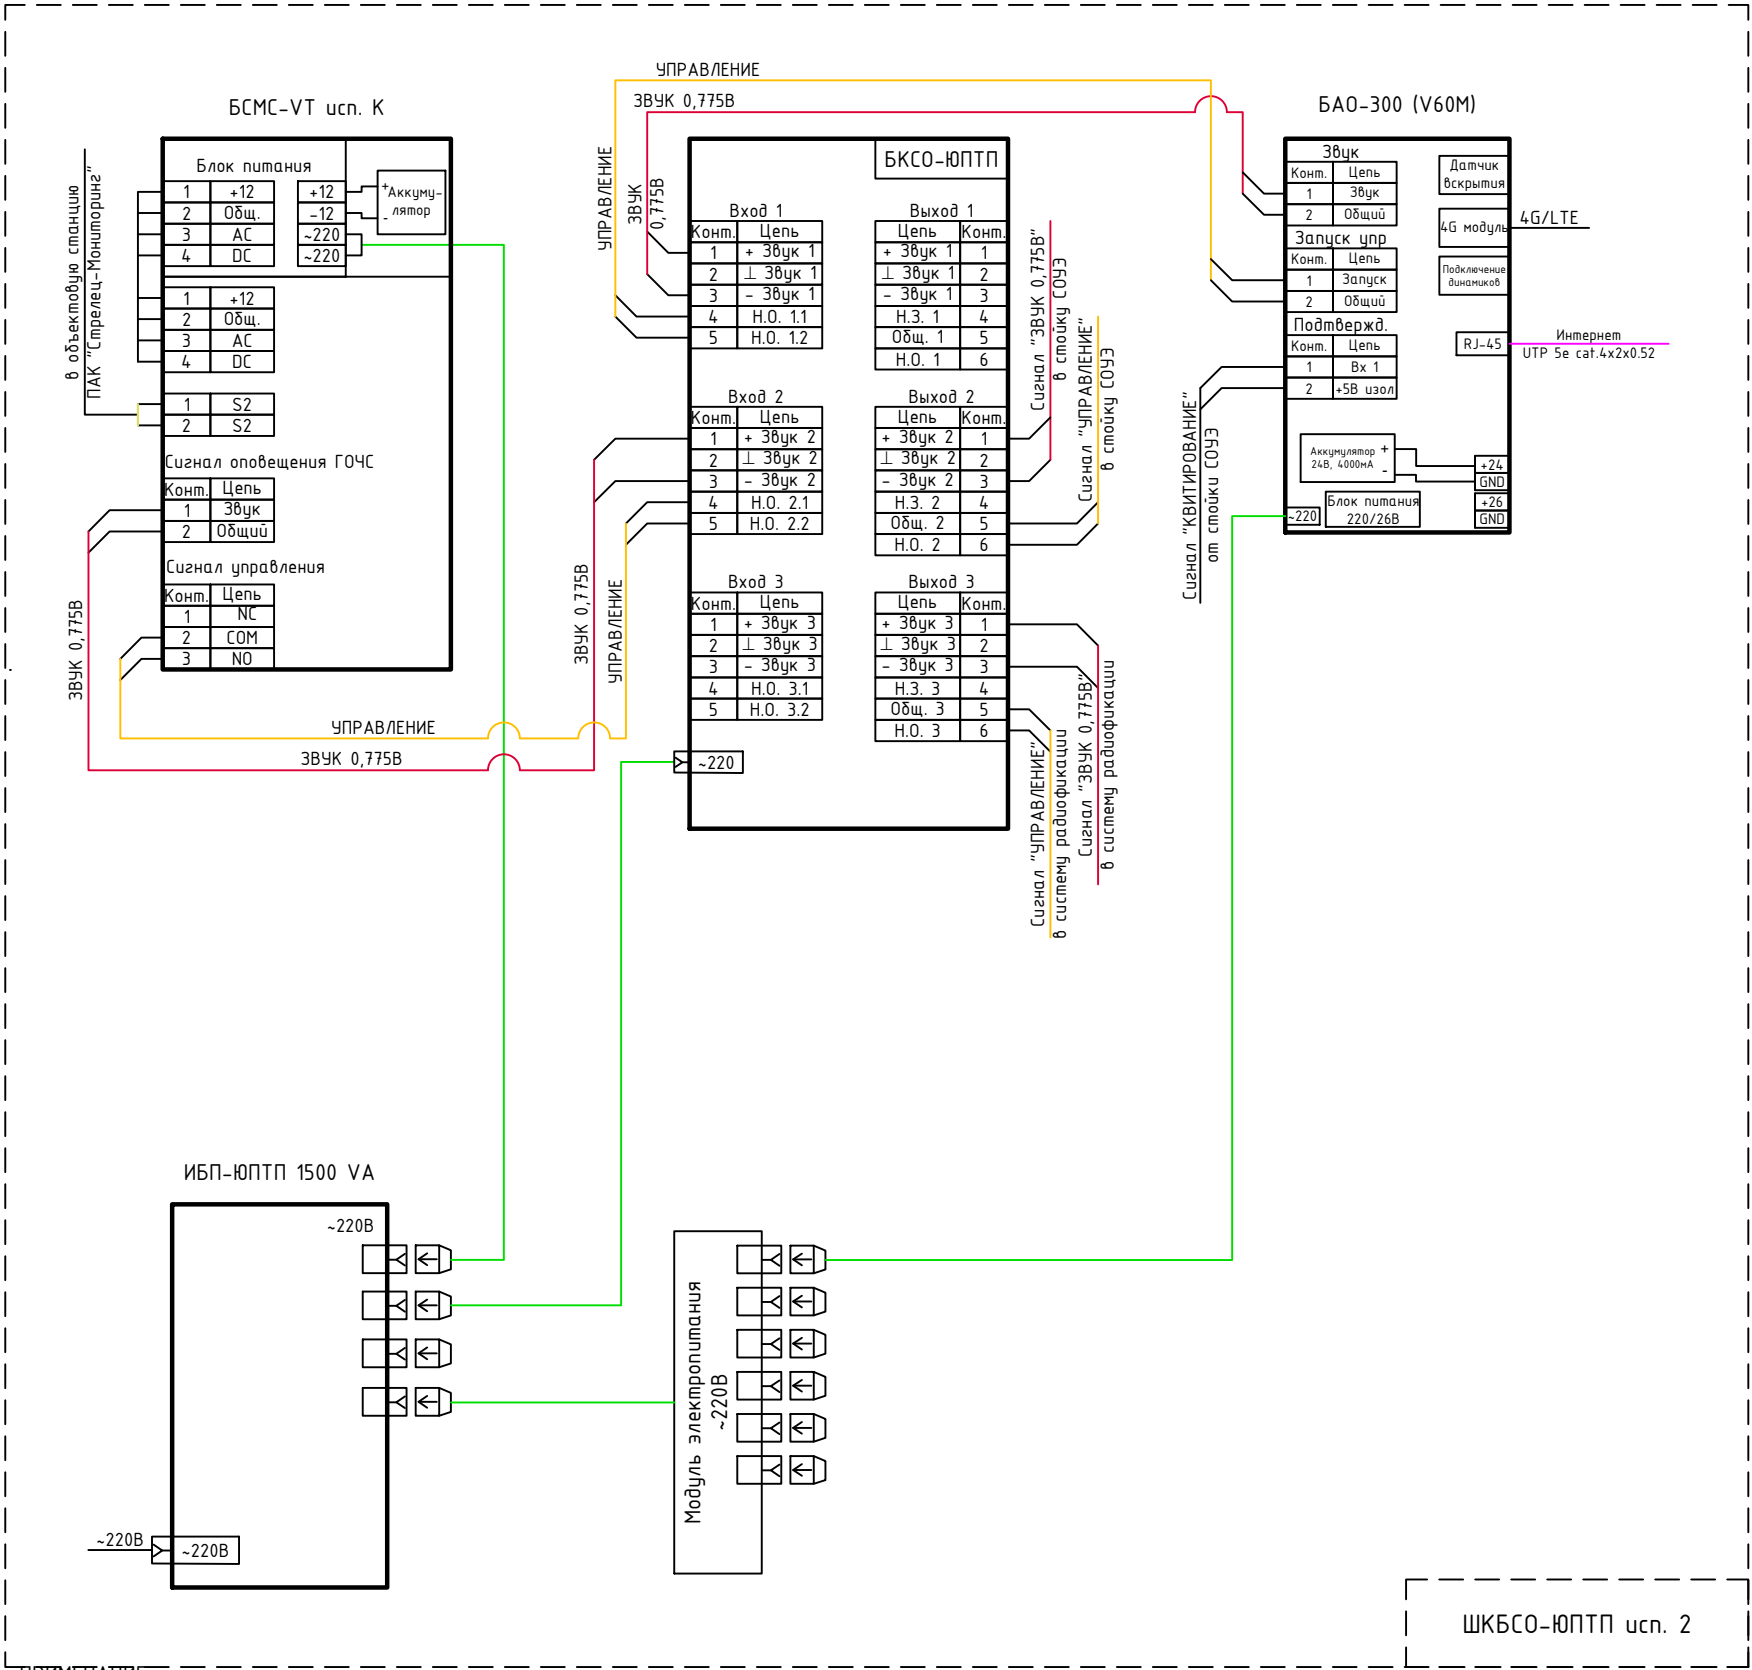 УПРАВЛЕНИЕ
ЗВУК 0,775В
БСМС-VT исп. К
БАО-300 (V60М)
в объектовую станцию
ПАК "Стрелец-Мониторинг"
Блок питания
1 +12
2 Общ.
3 AC
4 DC
+12
-12
~220
~220
+ Аккуму-
- лятор
1 +12
2 Общ.
3 AC
4 DC
1 S2
2 S2
Сигнал оповещения ГОЧС
Конт. Цепь
1 Звук
2 Общий
Сигнал управления
Конт. Цепь
1 NC
2 COM
3 NO
ЗВУК 0,775В
УПРАВЛЕНИЕ
ЗВУК 0,775В
УПРАВЛЕНИЕ
ЗВУК
0,775В
ЗВУК 0,775В
УПРАВЛЕНИЕ
БКСО-ЮПТП
Вход 1
Конт. Цепь
1 + Звук 1
2 ⊥ Звук 1
3 - Звук 1
4 Н.О. 1.1
5 Н.О. 1.2
Выход 1
Цепь Конт.
+ Звук 1 1
⊥ Звук 1 2
- Звук 1 3
Н.З. 1 4
Общ. 1 5
Н.О. 1 6
Вход 2
Конт. Цепь
1 + Звук 2
2 ⊥ Звук 2
3 - Звук 2
4 Н.О. 2.1
5 Н.О. 2.2
Выход 2
Цепь Конт.
+ Звук 2 1
⊥ Звук 2 2
- Звук 2 3
Н.З. 2 4
Общ. 2 5
Н.О. 2 6
Вход 3
Конт. Цепь
1 + Звук 3
2 ⊥ Звук 3
3 - Звук 3
4 Н.О. 3.1
5 Н.О. 3.2
Выход 3
Цепь Конт.
+ Звук 3 1
⊥ Звук 3 2
- Звук 3 3
Н.З. 3 4
Общ. 3 5
Н.О. 3 6
~220
Сигнал "ЗВУК 0,775В"
в стойку СОУЭ
Сигнал "УПРАВЛЕНИЕ"
в стойку СОУЭ
Сигнал "УПРАВЛЕНИЕ"
в систему радиофикации
Сигнал "ЗВУК 0,775В"
в систему радиофикации
Звук
Конт. Цепь
1 Звук
2 Общий
Запуск упр
Конт. Цепь
1 Запуск
2 Общий
Подтвержд.
Конт. Цепь
1 Вх 1
2 +5В изол
Датчик
вскрытия
4G модуль
4G/LTE
Подключение
динамиков
RJ-45
Интернет
UTP 5e cat.4x2x0.52
Сигнал "КВИТИРОВАНИЕ"
от стойки СОУЭ
Аккумулятор +
24В, 4000мА -
+24
GND
+26
GND
~220
Блок питания
220/26В
ИБП-ЮПТП 1500 VA
~220В
~220В
~220В
Модуль электропитания
~220В
ШКБСО-ЮПТП исп. 2